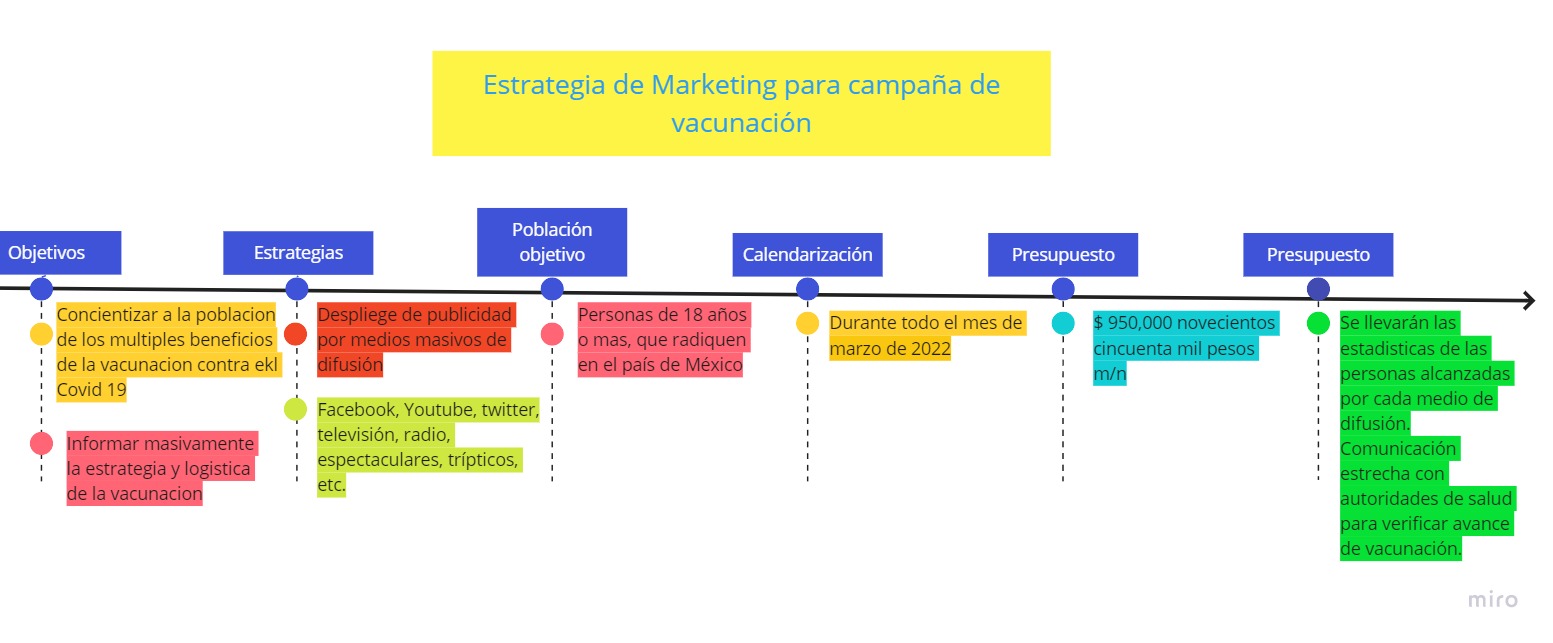 Estrategia de Marketing para campaña de
vacunación
Objetivos
Estrategias
Población
objetivo
Calendarización
Presupuesto
Presupuesto
Concientizar a la poblacion
de los multiples beneficios
de la vacunacion contra ekl
Covid 19
Informar masivamente
la estrategia y logistica
de la vacunacion
Despliege de publicidad
por medios masivos de
difusión
Facebook, Youtube, twitter,
televisión, radio,
espectaculares, trípticos,
etc.
Personas de 18 años
o mas, que radiquen
en el país de México
Durante todo el mes de
marzo de 2022
$ 950,000 novecientos
cincuenta mil pesos
m/n
Se llevarán las
estadisticas de las
personas alcanzadas
por cada medio de
difusión.
Comunicación
estrecha con
autoridades de salud
para verificar avance
de vacunación.
miro